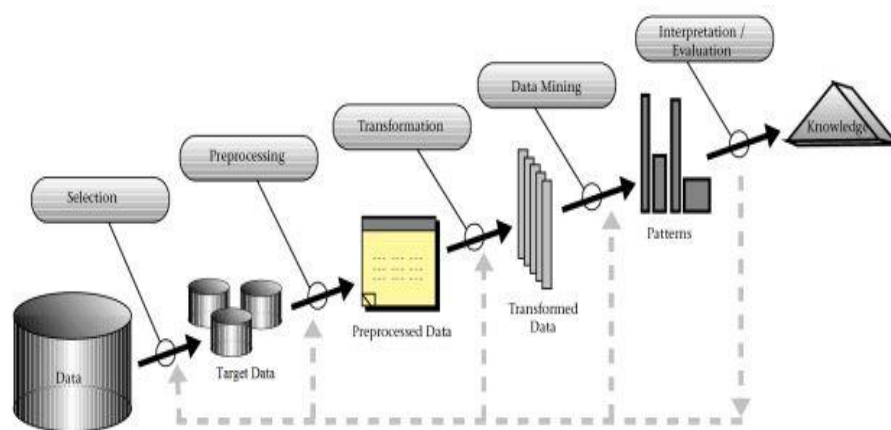 Interpretation /
Evaluation
Data Mining
Knowledge
Transformation
Preprocessing
Patterns
Selection
Transformed
Data
Preprocessed Data
Target Data
Data